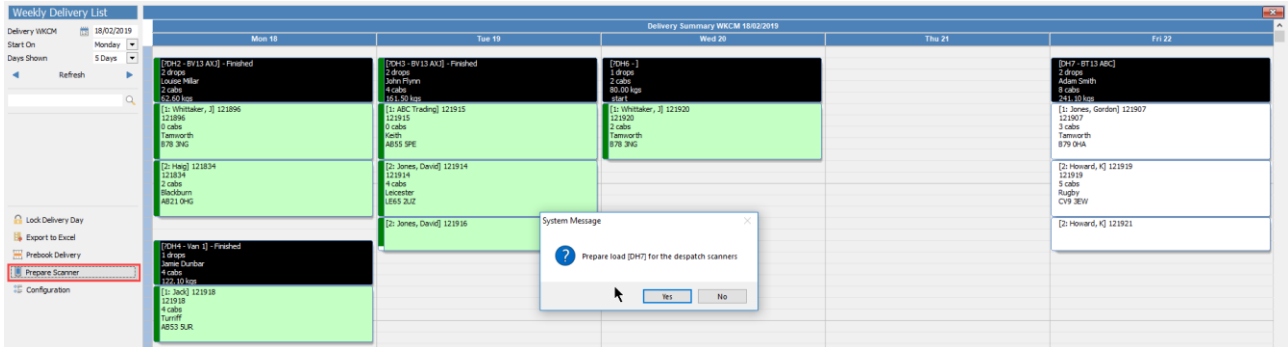 Weekly Delivery List
Delivery WKCM 18/02/2019
Start On Monday
Days Shown 5 Days
Refresh
Lock Delivery Day
Export to Excel
Prebook Delivery
Prepare Scanner
Configuration
Delivery Summary WKCM 18/02/2019
Mon 18
Tue 19
Wed 20
Thu 21
Fri 22
[?DH2 - BV13 AXJ] - Finished
2 drops
Louise Millar
2 cabs
62.60 kgs
[1: Whittaker, J] 121896
121896
0 cabs
Tamworth
B78 3NG
[2: Haig] 121834
121834
2 cabs
Blackburn
AB21 0HG
[?DH4 - Van 1] - Finished
1 drops
Jamie Dunbar
4 cabs
122.10 kgs
[1: Jack] 121918
121918
4 cabs
Turriff
AB53 5UR
[?DH3 - BV13 AXJ] - Finished
2 drops
John Flynn
4 cabs
161.50 kgs
[1: ABC Trading] 121915
121915
0 cabs
Keith
AB55 5PE
[2: Jones, David] 121914
121914
4 cabs
Leicester
LE65 2UZ
[2: Jones, David] 121916
[?DH6 - ]
1 drops
2 cabs
80.00 kgs
start
[1: Whittaker, J] 121920
121920
2 cabs
Tamworth
B78 3NG
[DH7 - BT13 ABC]
2 drops
Adam Smith
8 cabs
241.10 kgs
[1: Jones, Gordon] 121907
121907
3 cabs
Tamworth
B79 0HA
[2: Howard, K] 121919
121919
5 cabs
Rugby
CV9 3EW
[2: Howard, K] 121921
System Message
Prepare load [DH7] for the despatch scanners
Yes
No